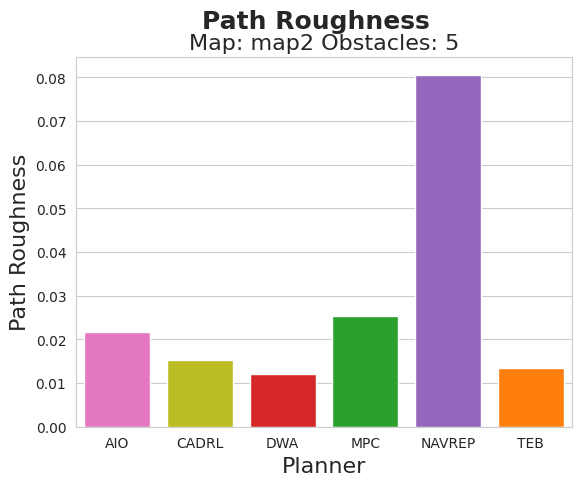 Path Roughness
Map: map2 Obstacles: 5
Path Roughness
0.08
0.07
0.06
0.05
0.04
0.03
0.02
0.01
0.00
AIO CADRL DWA MPC NAVREP TEB
Planner